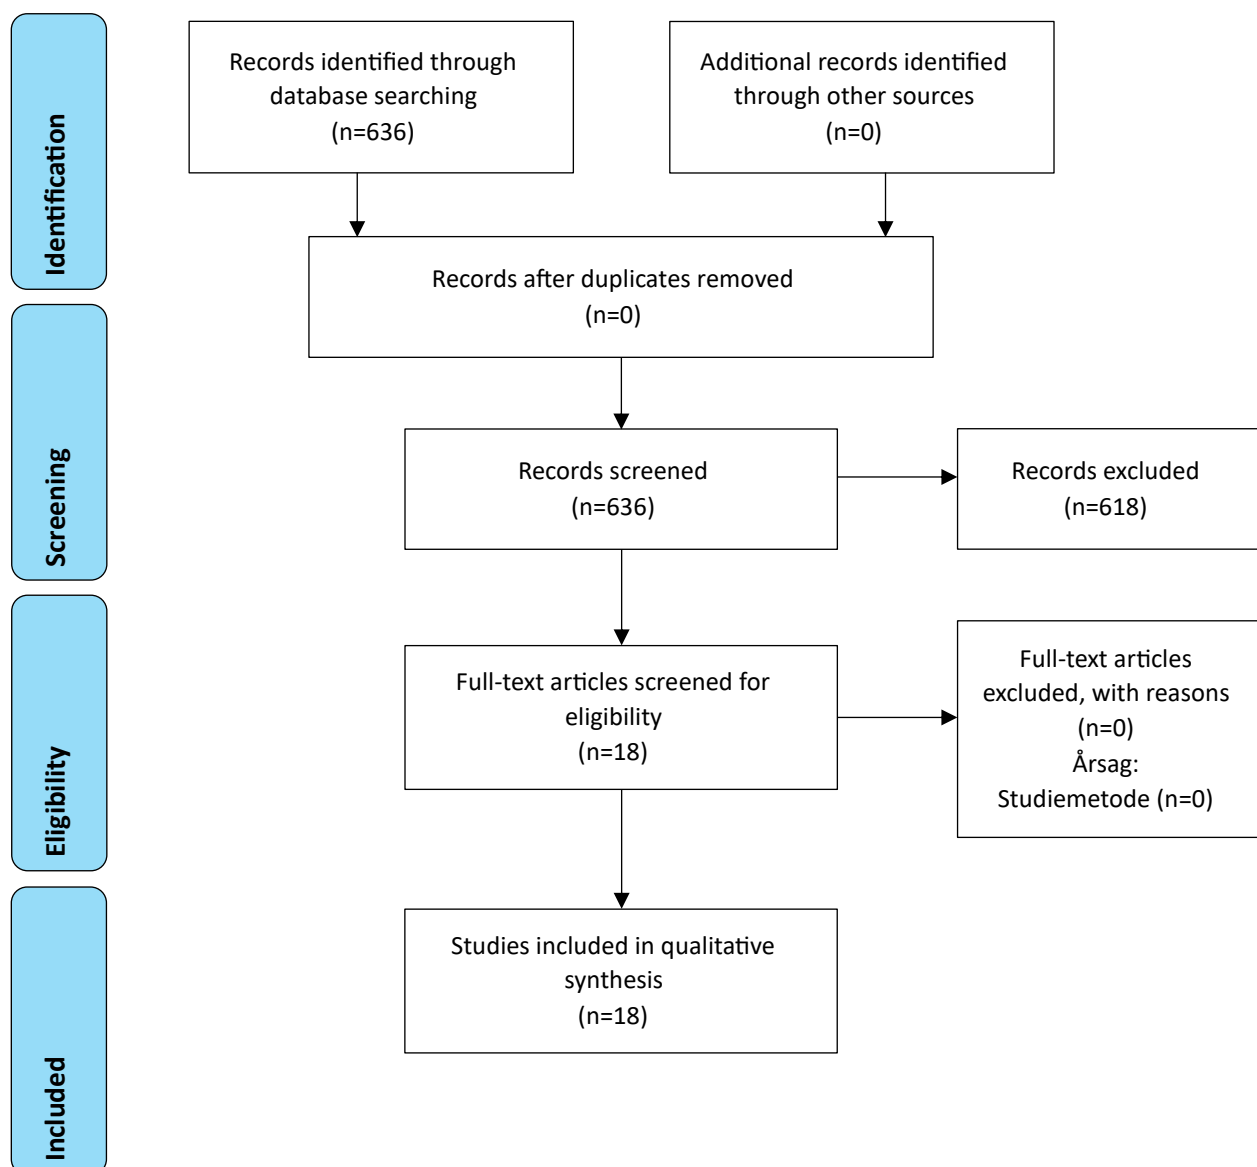 Identification
Records identified through
database searching
(n=636)
Additional records identified
through other sources
(n=0)
Records after duplicates removed
(n=0)
Screening
Records screened
(n=636)
Records excluded
(n=618)
Eligibility
Full-text articles screened for
eligibility
(n=18)
Full-text articles
excluded, with reasons
(n=0)
Årsag:
Studiemetode (n=0)
Included
Studies included in qualitative
synthesis
(n=18)